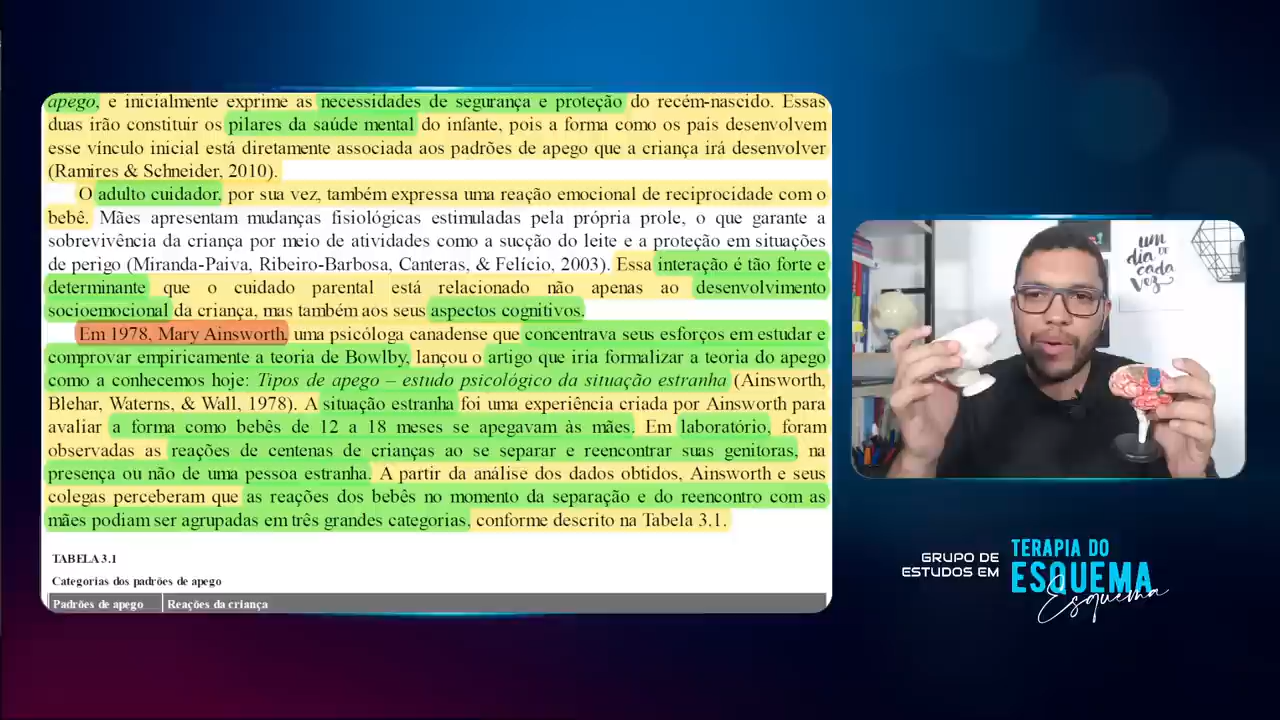 apego, e inicialmente exprime as necessidades de segurança e proteção do recém-nascido. Essas
duas irão constituir os pilares da saúde mental do infante, pois a forma como os pais desenvolvem
esse vínculo inicial está diretamente associada aos padrões de apego que a criança irá desenvolver
(Ramires & Schneider, 2010).
O adulto cuidador, por sua vez, também expressa uma reação emocional de reciprocidade com o
bebê. Mães apresentam mudanças fisiológicas estimuladas pela própria prole, o que garante a
sobrevivência da criança por meio de atividades como a sucção do leite e a proteção em situações
de perigo (Miranda-Paiva, Ribeiro-Barbosa, Canteras, & Felício, 2003). Essa interação é tão forte e
determinante que o cuidado parental está relacionado não apenas ao desenvolvimento
socioemocional da criança, mas também aos seus aspectos cognitivos.
Em 1978, Mary Ainsworth, uma psicóloga canadense que concentrava seus esforços em estudar e
comprovar empiricamente a teoria de Bowlby, lançou o artigo que iria formalizar a teoria do apego
como a conhecemos hoje: Tipos de apego – estudo psicológico da situação estranha (Ainsworth,
Blehar, Waterns, & Wall, 1978). A situação estranha foi uma experiência criada por Ainsworth para
avaliar a forma como bebês de 12 a 18 meses se apegavam às mães. Em laboratório, foram
observadas as reações de centenas de crianças ao se separar e reencontrar suas genitoras, na
presença ou não de uma pessoa estranha. A partir da análise dos dados obtidos, Ainsworth e seus
colegas perceberam que as reações dos bebês no momento da separação e do reencontro com as
mães podiam ser agrupadas em três grandes categorias, conforme descrito na Tabela 3.1.
TABELA 3.1
Categorias dos padrões de apego
Padrões de apego Reações da criança
um
dia de
cada
vez
GRUPO DE
ESTUDOS EM
TERAPIA DO
ESQUEMA
Esquema